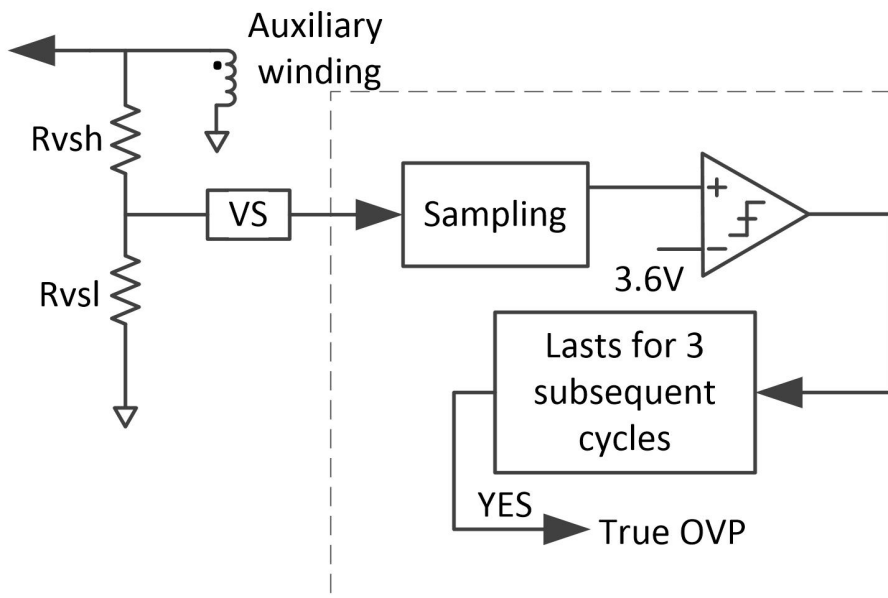 Auxiliary
winding
Rvsh
VS
Sampling
+
−
3.6V
Rvsl
Lasts for 3
subsequent
cycles
YES
True OVP